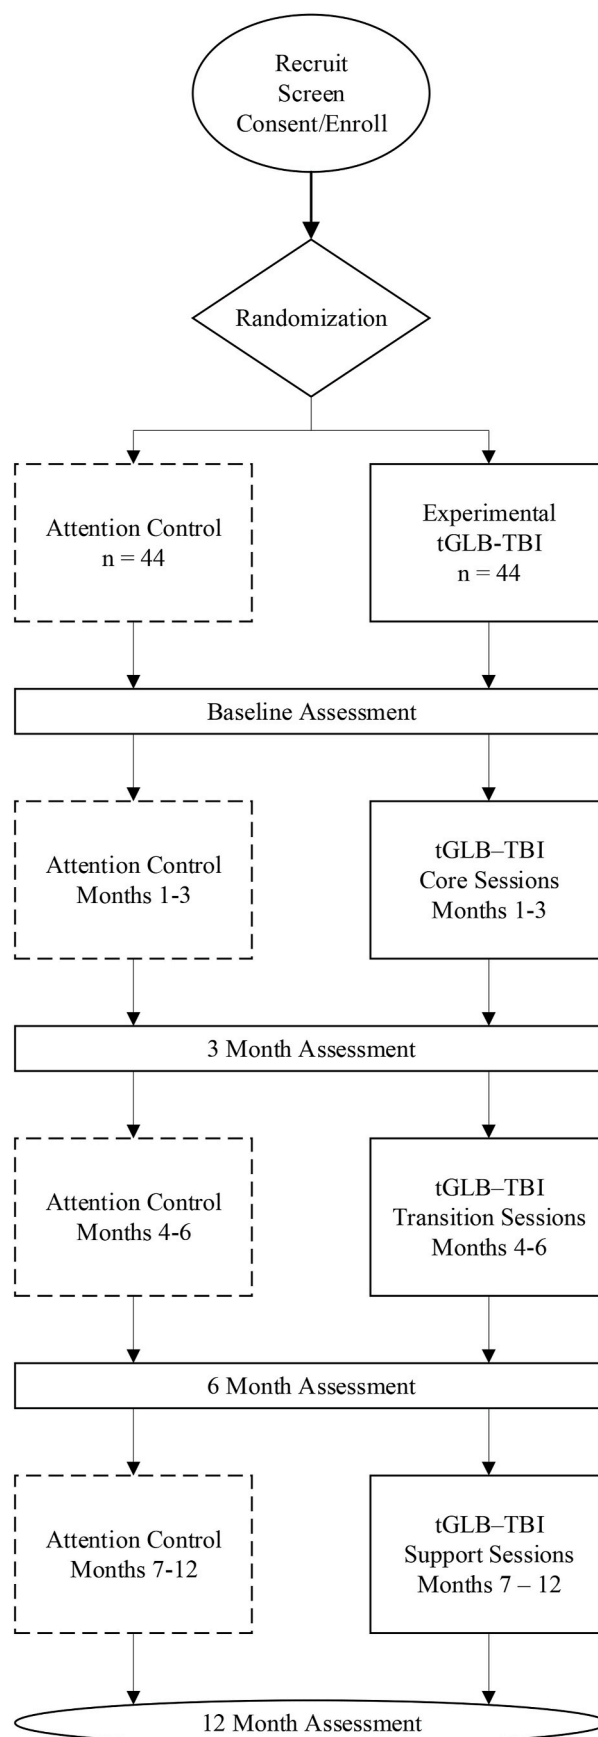 Recruit
Screen
Consent/Enroll
Randomization
Attention Control
n = 44
Experimental
tGLB-TBI
n = 44
Baseline Assessment
Attention Control
Months 1-3
tGLB–TBI
Core Sessions
Months 1-3
3 Month Assessment
Attention Control
Months 4-6
tGLB–TBI
Transition Sessions
Months 4-6
6 Month Assessment
Attention Control
Months 7-12
tGLB–TBI
Support Sessions
Months 7 – 12
12 Month Assessment